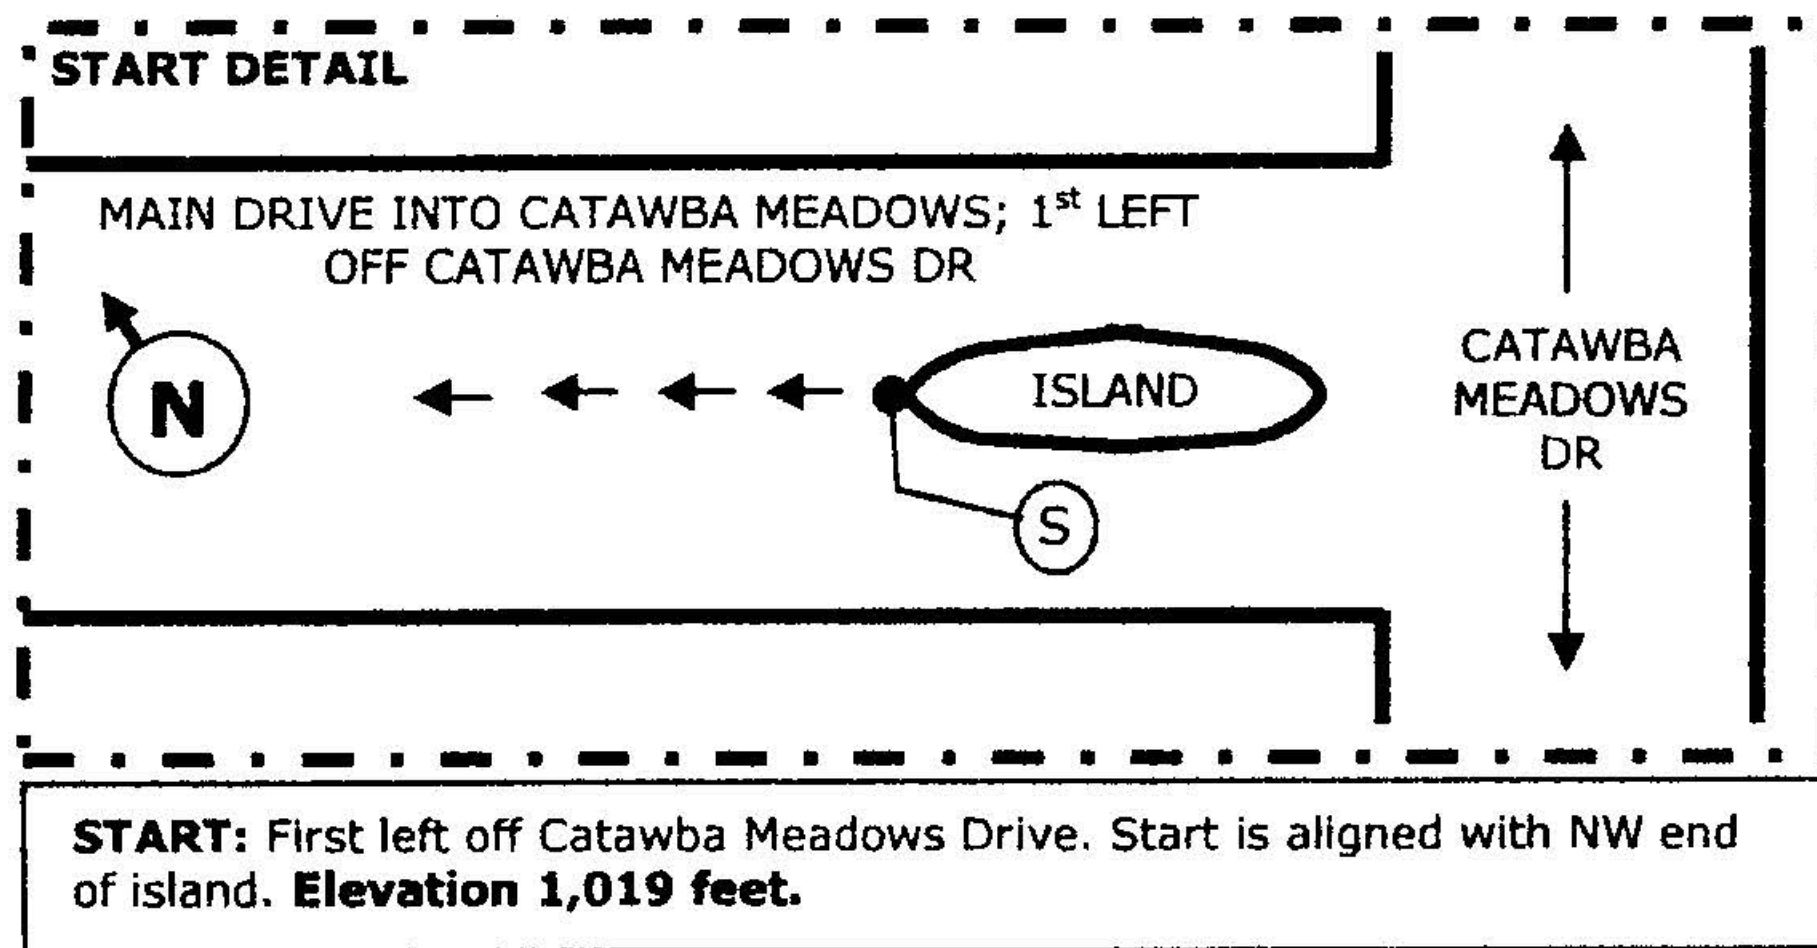 START DETAIL
MAIN DRIVE INTO CATAWBA MEADOWS; 1st LEFT
OFF CATAWBA MEADOWS DR
N
ISLAND
S
CATAWBA
MEADOWS
DR
START: First left off Catawba Meadows Drive. Start is aligned with NW end
of island. Elevation 1,019 feet.